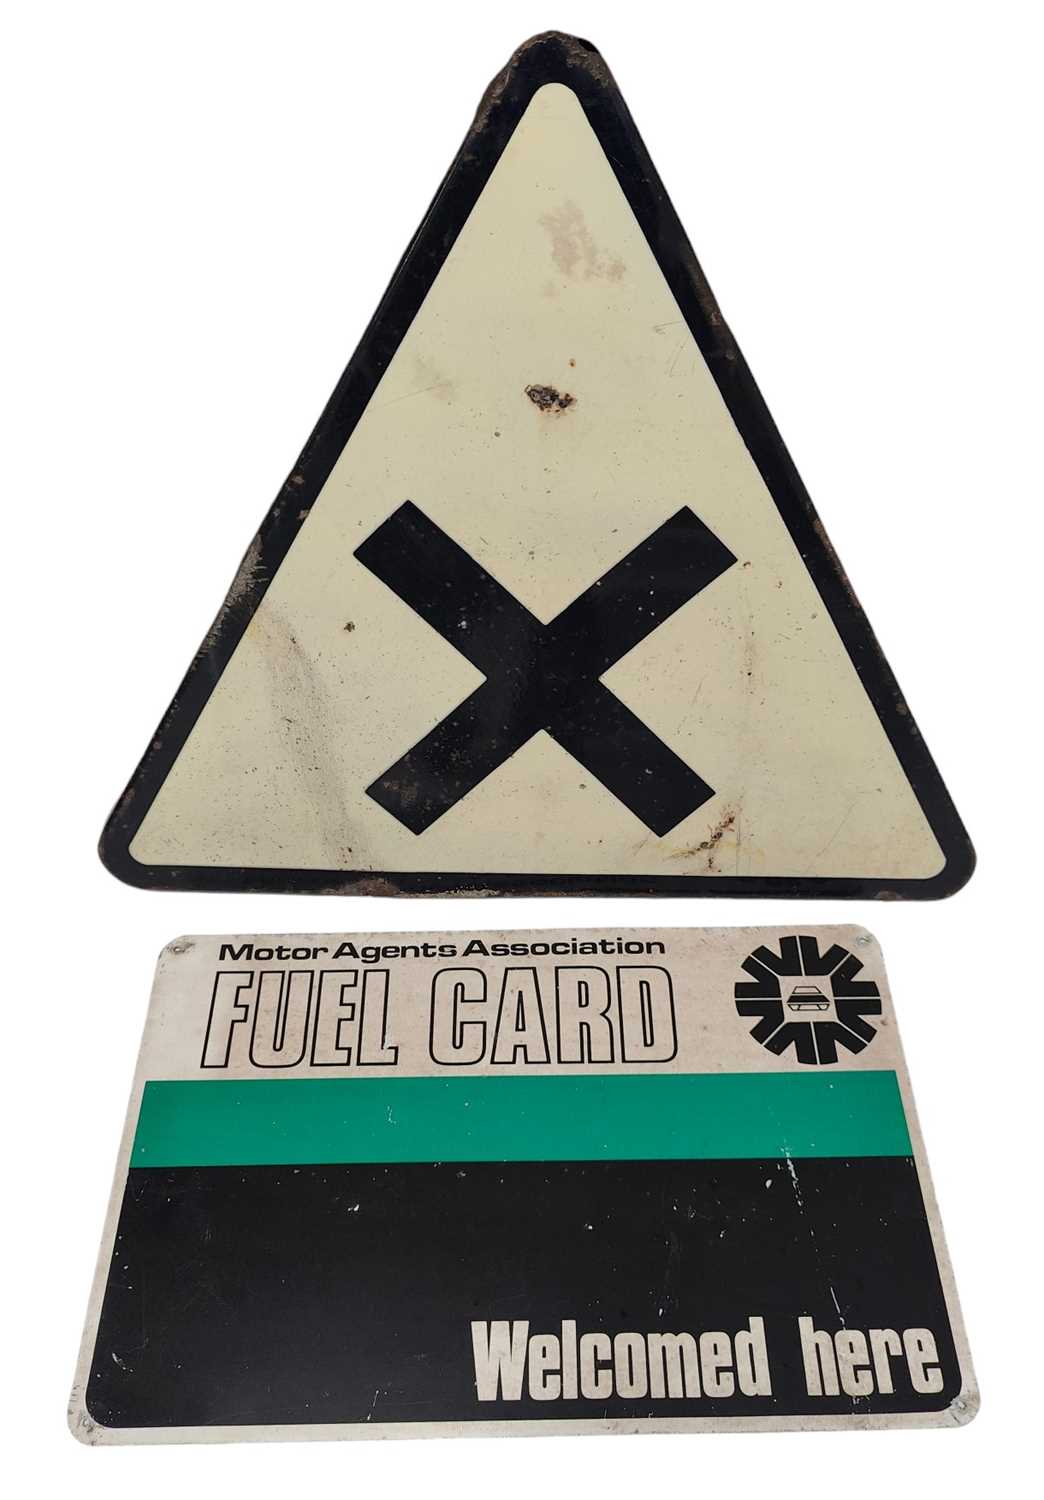 Motor Agents Association
FUEL CARD
Welcomed here